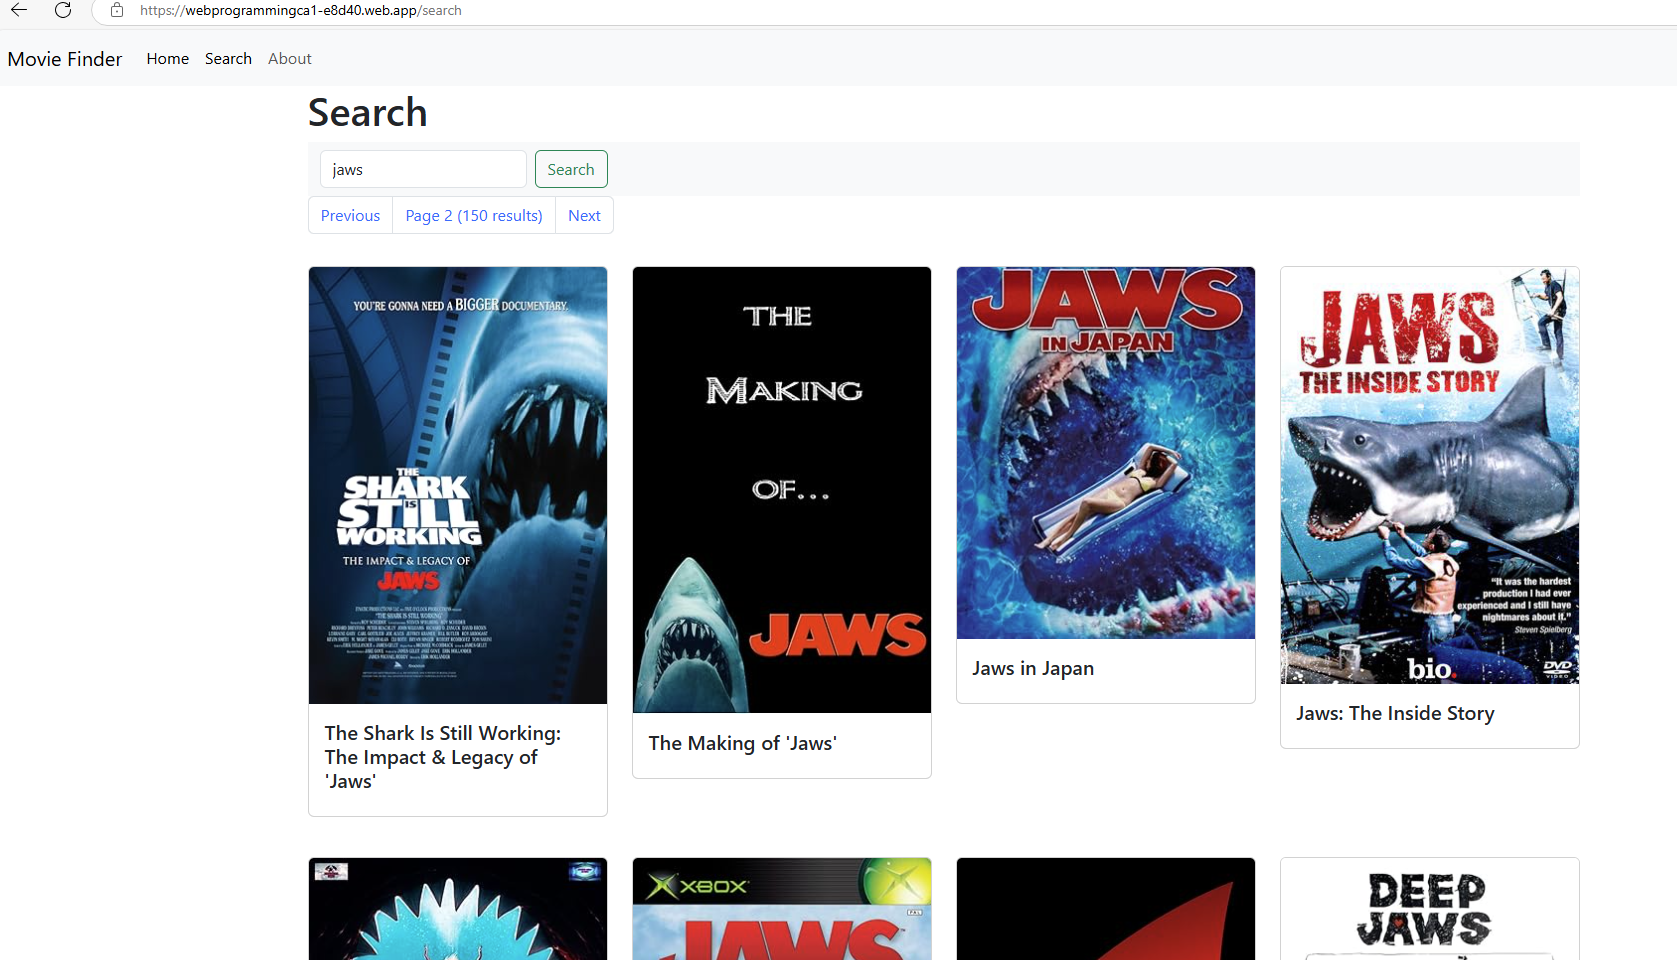 https://webprogrammingca1-e8d40.web.app/search
Movie Finder Home Search About
Search
jaws Search
Previous Page 2 (150 results) Next
YOU'RE GONNA NEED A BIGGER DOCUMENTARY.
THE
SHARK
IS
STILL
WORKING
THE IMPACT & LEGACY OF
JAWS
The Shark Is Still Working:
The Impact & Legacy of
'Jaws'
THE
MAKING
OF...
JAWS
The Making of 'Jaws'
JAWS
IN JAPAN
Jaws in Japan
JAWS
THE INSIDE STORY
"It was the hardest
production I had ever
experienced and I still have
nightmares about it."
Steven Spielberg
bio.
DVD
VIDEO
Jaws: The Inside Story
XBOX
PAL
JAWS™
DEEP
JAWS